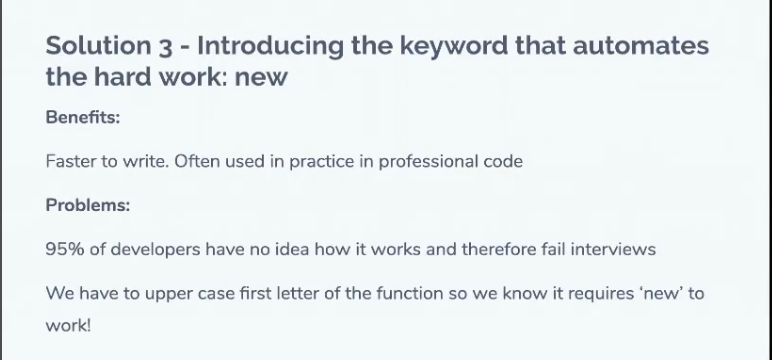 Solution 3 - Introducing the keyword that automates
the hard work: new
Benefits:
Faster to write. Often used in practice in professional code
Problems:
95% of developers have no idea how it works and therefore fail interviews
We have to upper case first letter of the function so we know it requires ‘new’ to
work!